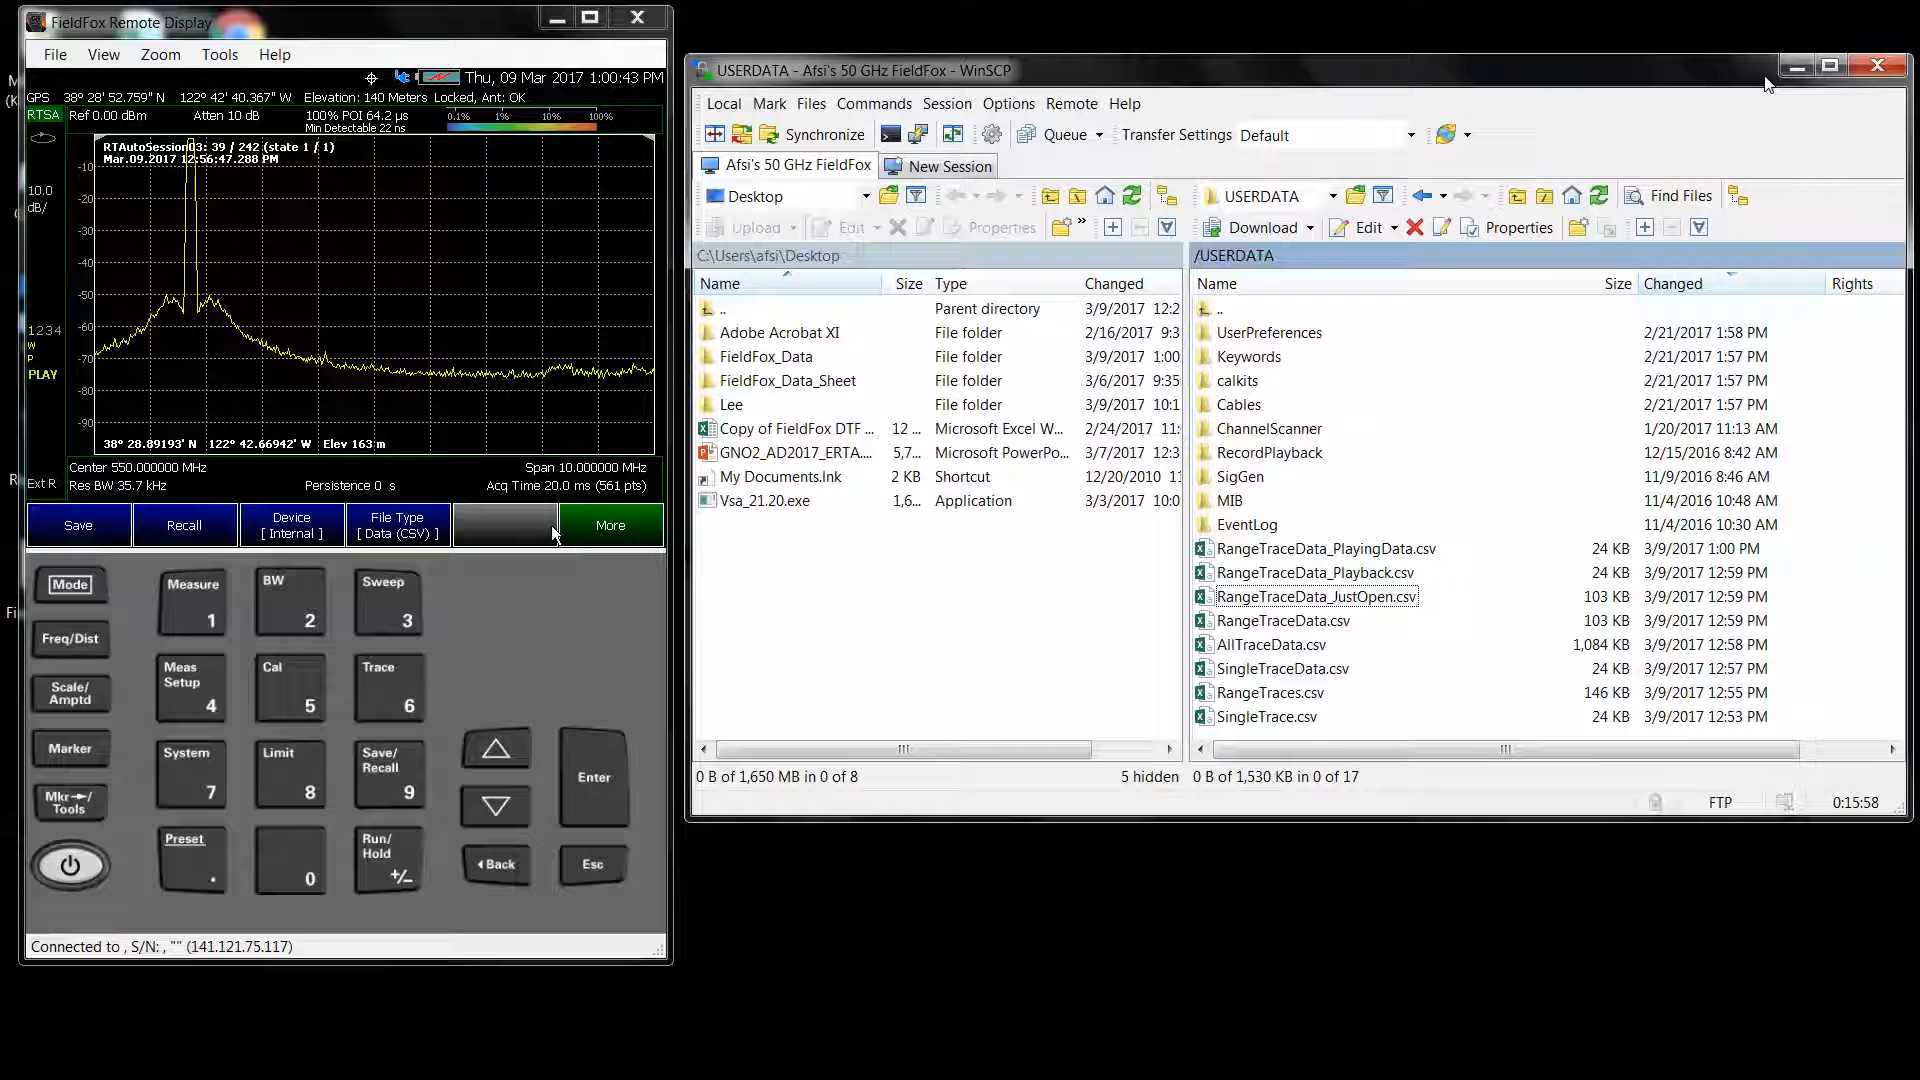 FieldFox Remote Display
File View Zoom Tools Help
Thu, 09 Mar 2017 1:00:43 PM
GPS 38° 28' 52.759" N 122° 42' 40.367" W Elevation: 140 Meters Locked, Ant: OK
RTSA Ref 0.00 dBm Atten 10 dB 100% POI 64.2 µs 0.1% 1% 10% 100%
Min Detectable 22 ns
RTAutoSession03: 39 / 242 (state 1 / 1)
Mar.09.2017 12:56:47.288 PM
-10
10.0
dB/
-20
-30
-40
-50
-60
-70
-80
-90
1234
W
P
PLAY
38° 28.89193' N 122° 42.66942' W Elev 163 m
Center 550.000000 MHz Span 10.000000 MHz
Ext R Res BW 35.7 kHz Persistence 0 s Acq Time 20.0 ms (561 pts)
Save
Recall
Device
[ Internal ]
File Type
[ Data (CSV) ]
More
Mode
Measure
1
BW
2
Sweep
3
Freq/Dist
Scale/
Amptd
Meas
Setup
4
Cal
5
Trace
6
Marker
System
7
Limit
8
Save/
Recall
9
Enter
Mkr→/
Tools
Preset
.
0
Run/
Hold
+/-
Back
Esc
Connected to , S/N: , "" (141.121.75.117)
USERDATA - Afsi's 50 GHz FieldFox - WinSCP
Local Mark Files Commands Session Options Remote Help
Synchronize Queue Transfer Settings Default
Afsi's 50 GHz FieldFox New Session
Desktop
USERDATA Find Files
Upload Edit Properties »
Download Edit Properties
C:\Users\afsi\Desktop
/USERDATA
Name Size Type Changed
.. Parent directory 3/9/2017 12:2
Adobe Acrobat XI File folder 2/16/2017 9:3
FieldFox_Data File folder 3/9/2017 1:00
FieldFox_Data_Sheet File folder 3/6/2017 9:35
Lee File folder 3/9/2017 10:1
Copy of FieldFox DTF ... 12 ... Microsoft Excel W... 2/24/2017 11:
GNO2_AD2017_ERTA.... 5,7... Microsoft PowerPo... 3/7/2017 12:3
My Documents.lnk 2 KB Shortcut 12/20/2010 11
Vsa_21.20.exe 1,6... Application 3/3/2017 10:0
Name Size Changed Rights
..
UserPreferences 2/21/2017 1:58 PM
Keywords 2/21/2017 1:57 PM
calkits 2/21/2017 1:57 PM
Cables 2/21/2017 1:57 PM
ChannelScanner 1/20/2017 11:13 AM
RecordPlayback 12/15/2016 8:42 AM
SigGen 11/9/2016 8:46 AM
MIB 11/4/2016 10:48 AM
EventLog 11/4/2016 10:30 AM
RangeTraceData_PlayingData.csv 24 KB 3/9/2017 1:00 PM
RangeTraceData_Playback.csv 24 KB 3/9/2017 12:59 PM
RangeTraceData_JustOpen.csv 103 KB 3/9/2017 12:59 PM
RangeTraceData.csv 103 KB 3/9/2017 12:59 PM
AllTraceData.csv 1,084 KB 3/9/2017 12:58 PM
SingleTraceData.csv 24 KB 3/9/2017 12:57 PM
RangeTraces.csv 146 KB 3/9/2017 12:55 PM
SingleTrace.csv 24 KB 3/9/2017 12:53 PM
0 B of 1,650 MB in 0 of 8 5 hidden
0 B of 1,530 KB in 0 of 17
FTP 0:15:58